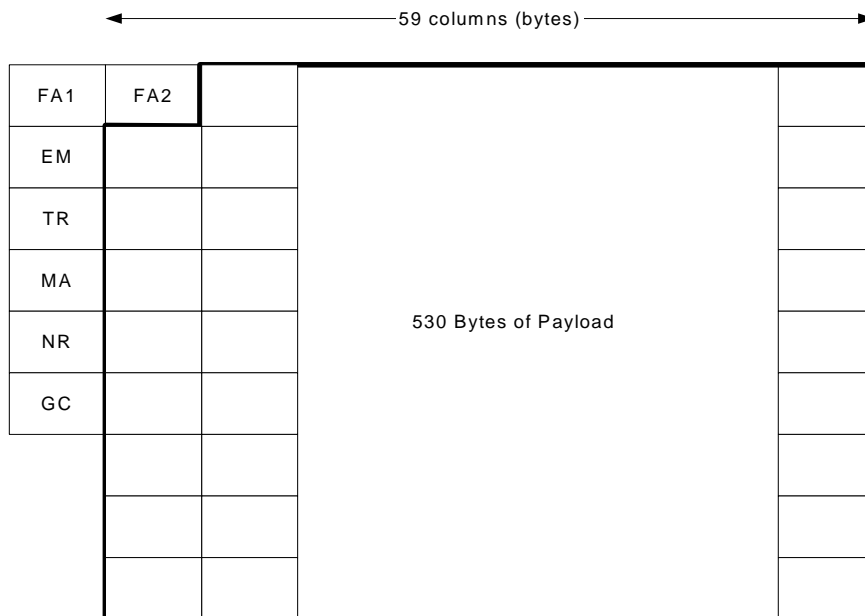 59 columns (bytes)
FA1 FA2
EM
TR
MA
530 Bytes of Payload
NR
GC